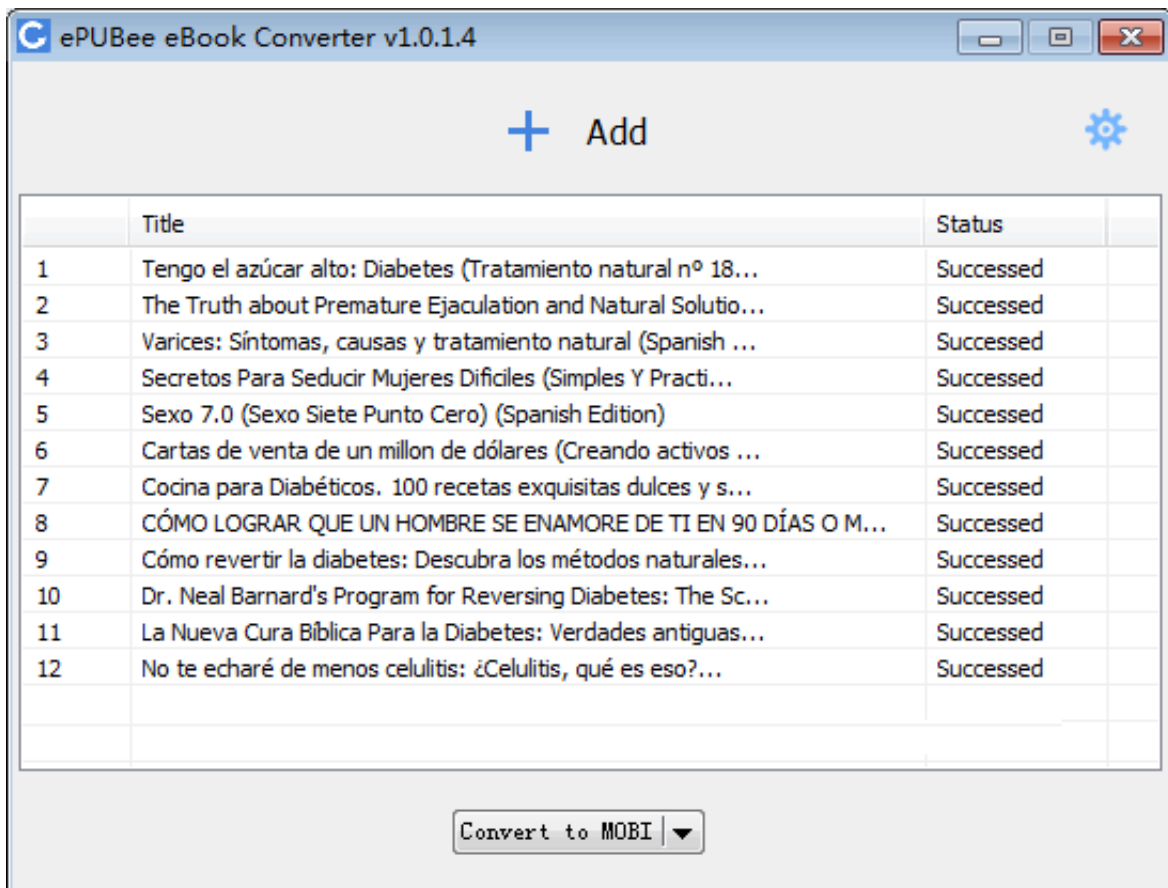 ePUBee eBook Converter v1.0.1.4
Add
Title Status
1 Tengo el azúcar alto: Diabetes (Tratamiento natural nº 18... Successed
2 The Truth about Premature Ejaculation and Natural Solutio... Successed
3 Varices: Síntomas, causas y tratamiento natural (Spanish ... Successed
4 Secretos Para Seducir Mujeres Dificiles (Simples Y Practi... Successed
5 Sexo 7.0 (Sexo Siete Punto Cero) (Spanish Edition) Successed
6 Cartas de venta de un millon de dólares (Creando activos ... Successed
7 Cocina para Diabéticos. 100 recetas exquisitas dulces y s... Successed
8 CÓMO LOGRAR QUE UN HOMBRE SE ENAMORE DE TI EN 90 DÍAS O M... Successed
9 Cómo revertir la diabetes: Descubra los métodos naturales... Successed
10 Dr. Neal Barnard's Program for Reversing Diabetes: The Sc... Successed
11 La Nueva Cura Bíblica Para la Diabetes: Verdades antiguas... Successed
12 No te echaré de menos celulitis: ¿Celulitis, qué es eso?... Successed
Convert to MOBI